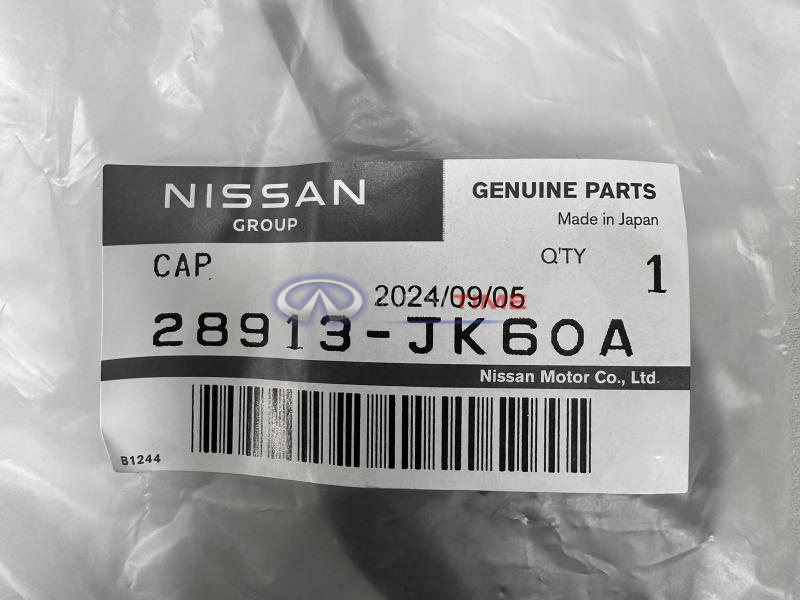 NISSAN
GROUP
GENUINE PARTS
Made in Japan
CAP
Q'TY 1
2024/09/05
TIME
28913-JK60A
Nissan Motor Co., Ltd.
B1244